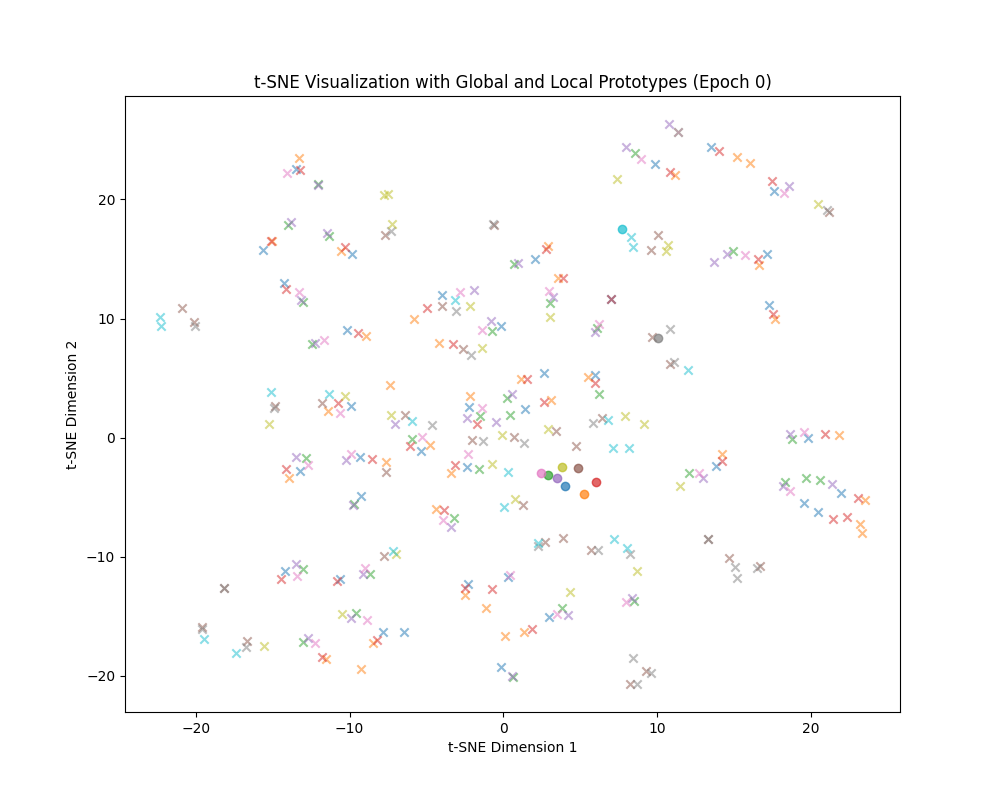 t-SNE Visualization with Global and Local Prototypes (Epoch 0)
20
10
0
−10
−20
t-SNE Dimension 2
−20 −10 0 10 20
t-SNE Dimension 1